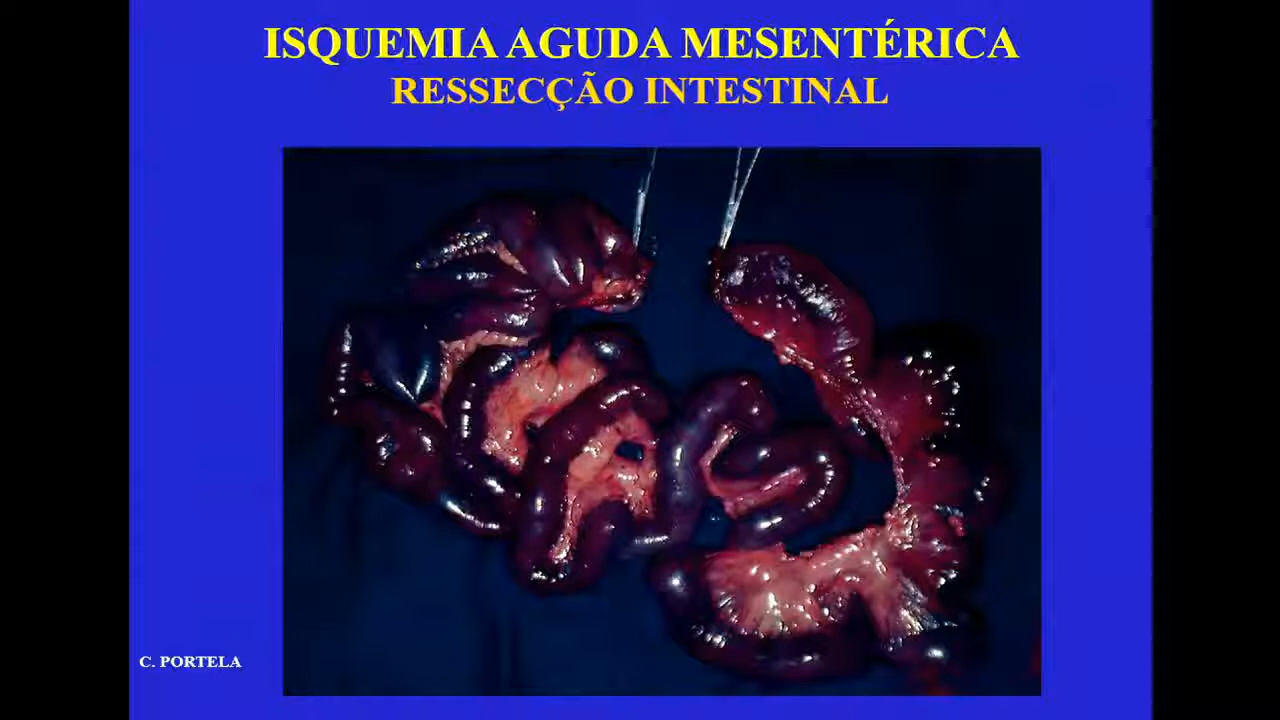 ISQUEMIA AGUDA MESENTÉRICA
RESSECÇÃO INTESTINAL
C. PORTELA